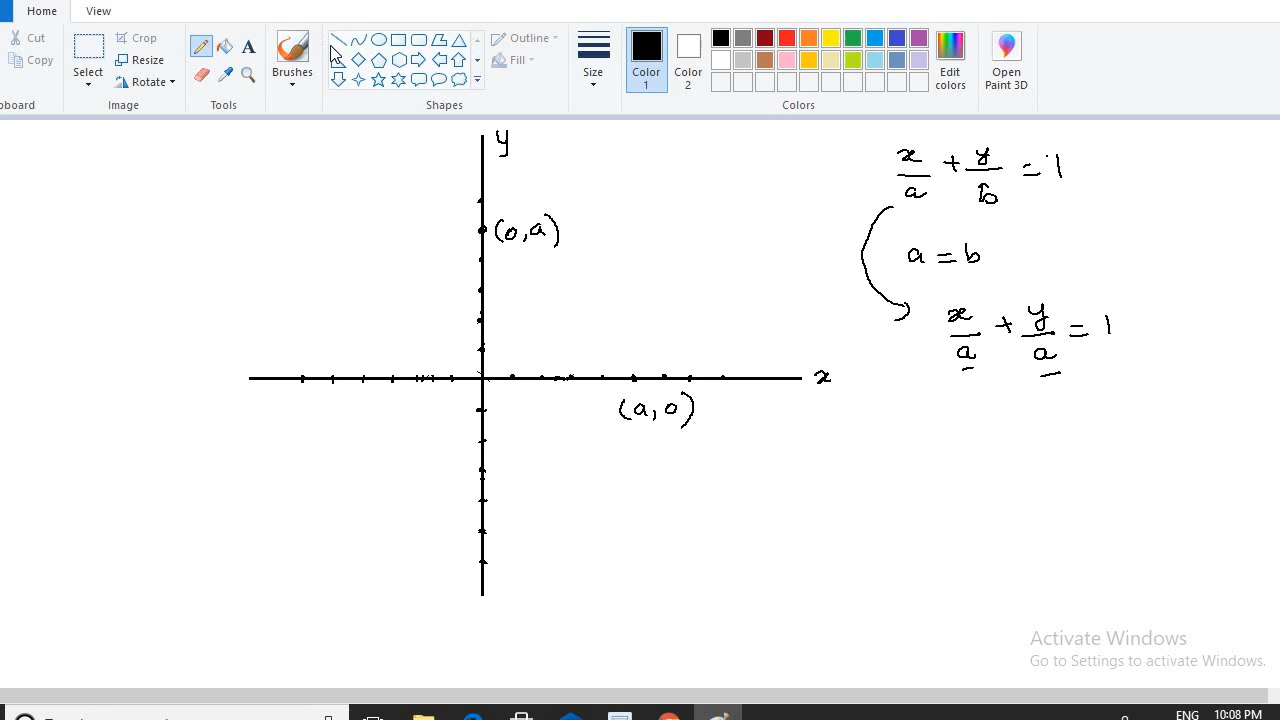 Home View
Cut
Copy
Select
Crop
Resize
Rotate
A
Brushes
Outline
Fill
Size
Color 1
Color 2
Edit colors
Open Paint 3D
Image
Tools
Shapes
Colors
y
(0,a)
x
(a,0)
x/a + y/b = 1
a = b
x/a + y/a = 1
Activate Windows
Go to Settings to activate Windows.
ENG 10:08 PM